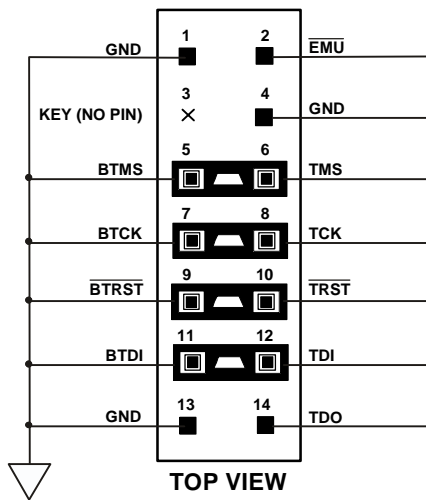 1 2
GND EMU
3 4
KEY (NO PIN) GND
5 6
BTMS TMS
7 8
BTCK TCK
9 10
BTRST TRST
11 12
BTDI TDI
13 14
GND TDO
TOP VIEW